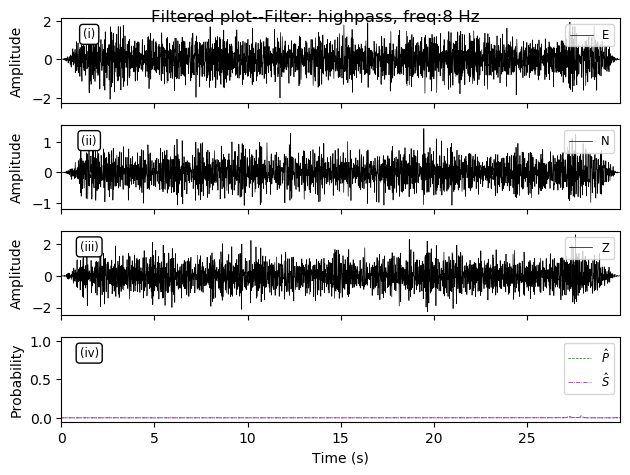 Filtered plot--Filter: highpass, freq:8 Hz
2
0
−2
Amplitude
(i)
E
1
0
−1
Amplitude
(ii)
N
2
0
−2
Amplitude
(iii)
Z
1.0
0.5
0.0
Probability
(iv)
P̂
Ŝ
0 5 10 15 20 25
Time (s)